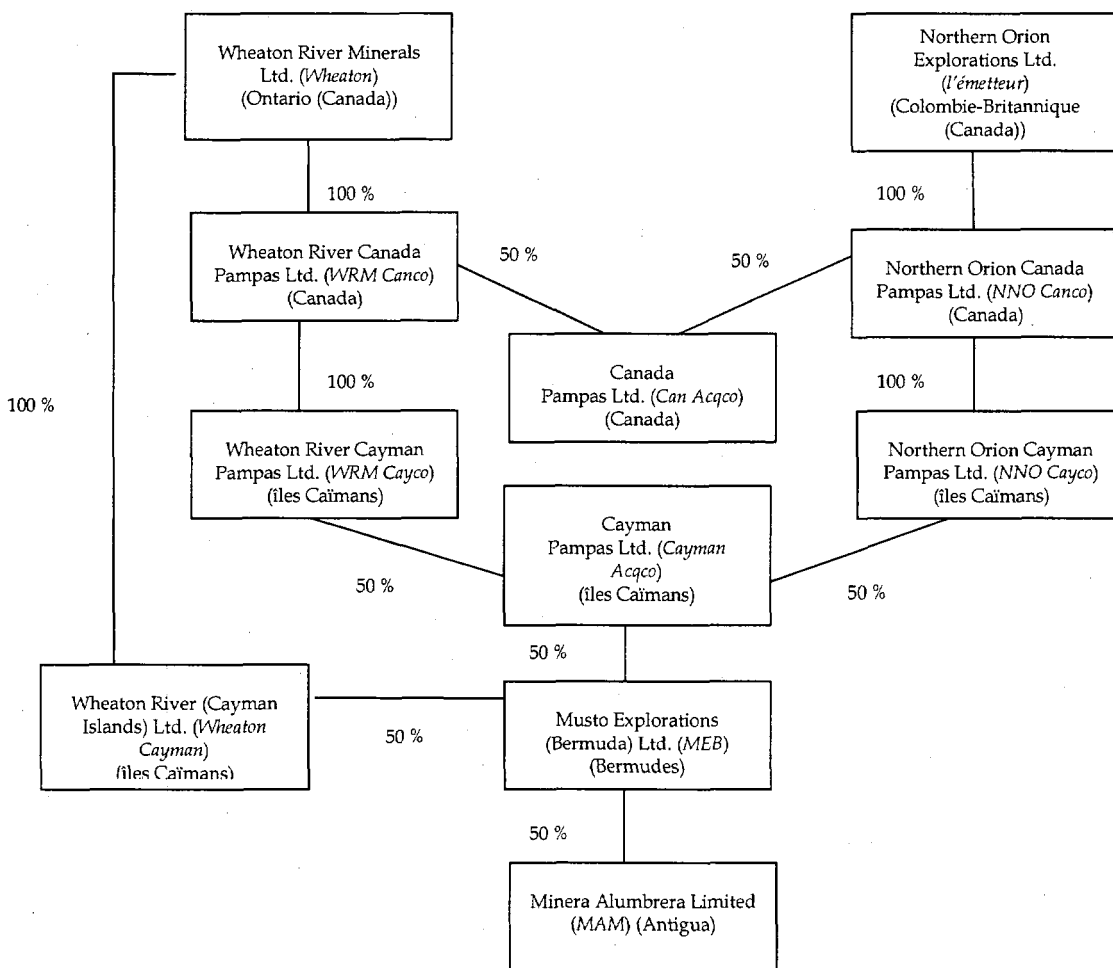 Wheaton River Minerals
Ltd. (Wheaton)
(Ontario (Canada))
Northern Orion
Explorations Ltd.
(l'émetteur)
(Colombie-Britannique
(Canada))
100 %
100 %
Wheaton River Canada
Pampas Ltd. (WRM Canco)
(Canada)
50 %
50 %
Northern Orion Canada
Pampas Ltd. (NNO Canco)
(Canada)
Canada
Pampas Ltd. (Can Acqco)
(Canada)
100 %
100 %
100 %
Wheaton River Cayman
Pampas Ltd. (WRM Cayco)
(îles Caïmans)
Northern Orion Cayman
Pampas Ltd. (NNO Cayco)
(îles Caïmans)
Cayman
Pampas Ltd. (Cayman
Acqco)
(îles Caïmans)
50 %
50 %
50 %
Wheaton River (Cayman
Islands) Ltd. (Wheaton
Cayman)
(îles Caïmans)
50 %
Musto Explorations
(Bermuda) Ltd. (MEB)
(Bermudes)
50 %
Minera Alumbrera Limited
(MAM) (Antigua)